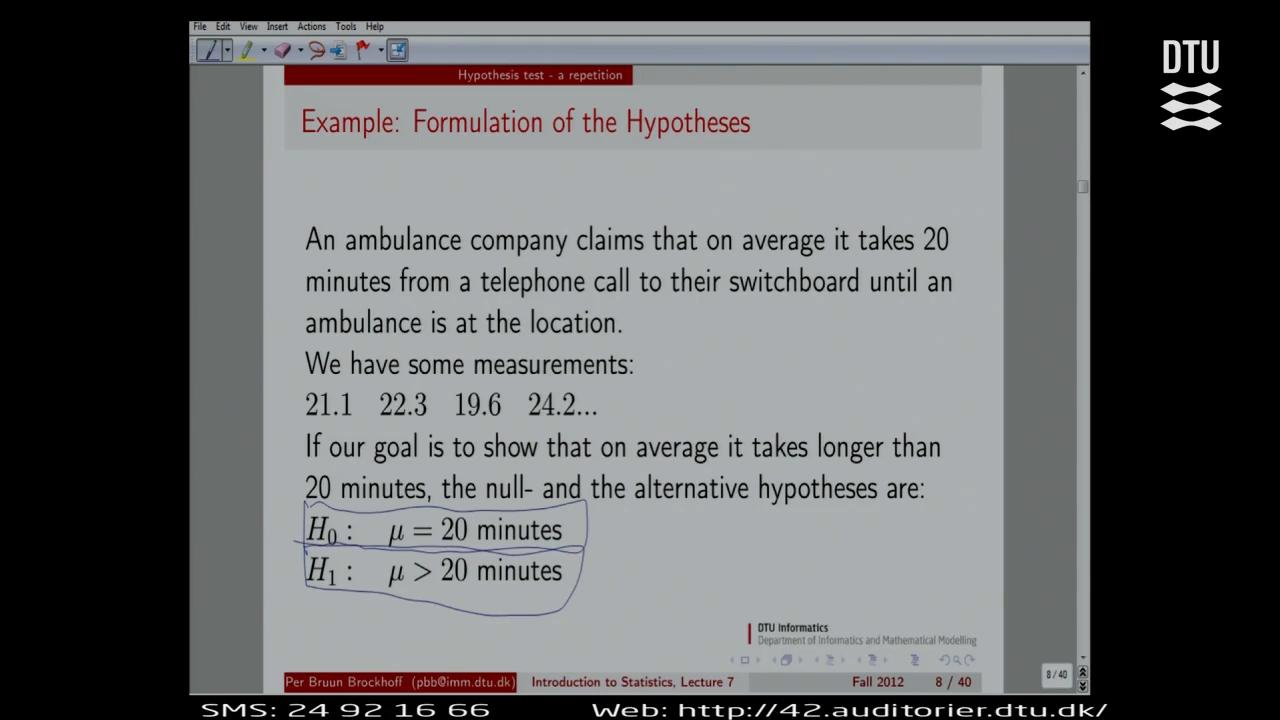 File Edit View Insert Actions Tools Help
DTU
Hypothesis test - a repetition
Example: Formulation of the Hypotheses
An ambulance company claims that on average it takes 20
minutes from a telephone call to their switchboard until an
ambulance is at the location.
We have some measurements:
21.1 22.3 19.6 24.2...
If our goal is to show that on average it takes longer than
20 minutes, the null- and the alternative hypotheses are:
H₀ : μ = 20 minutes
H₁ : μ > 20 minutes
DTU Informatics
Department of Informatics and Mathematical Modelling
8 / 40
Per Bruun Brockhoff (pbb@imm.dtu.dk) Introduction to Statistics, Lecture 7 Fall 2012 8 / 40
SMS: 24 92 16 66 Web: http://42.auditorier.dtu.dk/